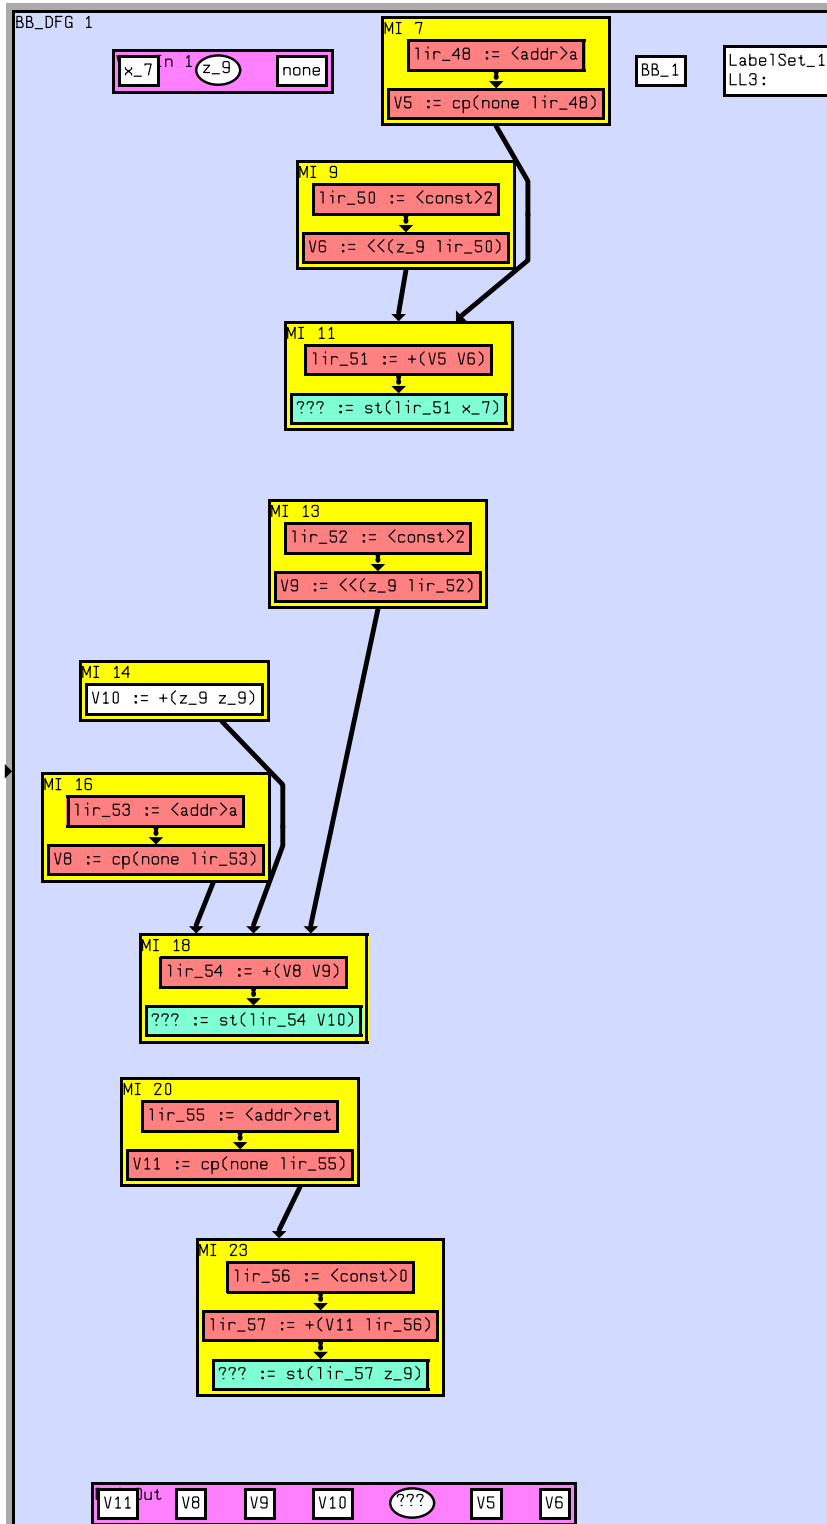 BB_DFG 1
In 1
x_7
z_9
none
MI 7
lir_48 := <addr>a
V5 := cp(none lir_48)
BB_1
LabelSet_1
LL3:
MI 9
lir_50 := <const>2
V6 := <<(z_9 lir_50)
MI 11
lir_51 := +(V5 V6)
??? := st(lir_51 x_7)
MI 13
lir_52 := <const>2
V9 := <<(z_9 lir_52)
MI 14
V10 := +(z_9 z_9)
MI 16
lir_53 := <addr>a
V8 := cp(none lir_53)
MI 18
lir_54 := +(V8 V9)
??? := st(lir_54 V10)
MI 20
lir_55 := <addr>ret
V11 := cp(none lir_55)
MI 23
lir_56 := <const>0
lir_57 := +(V11 lir_56)
??? := st(lir_57 z_9)
Out
V11
V8
V9
V10
???
V5
V6